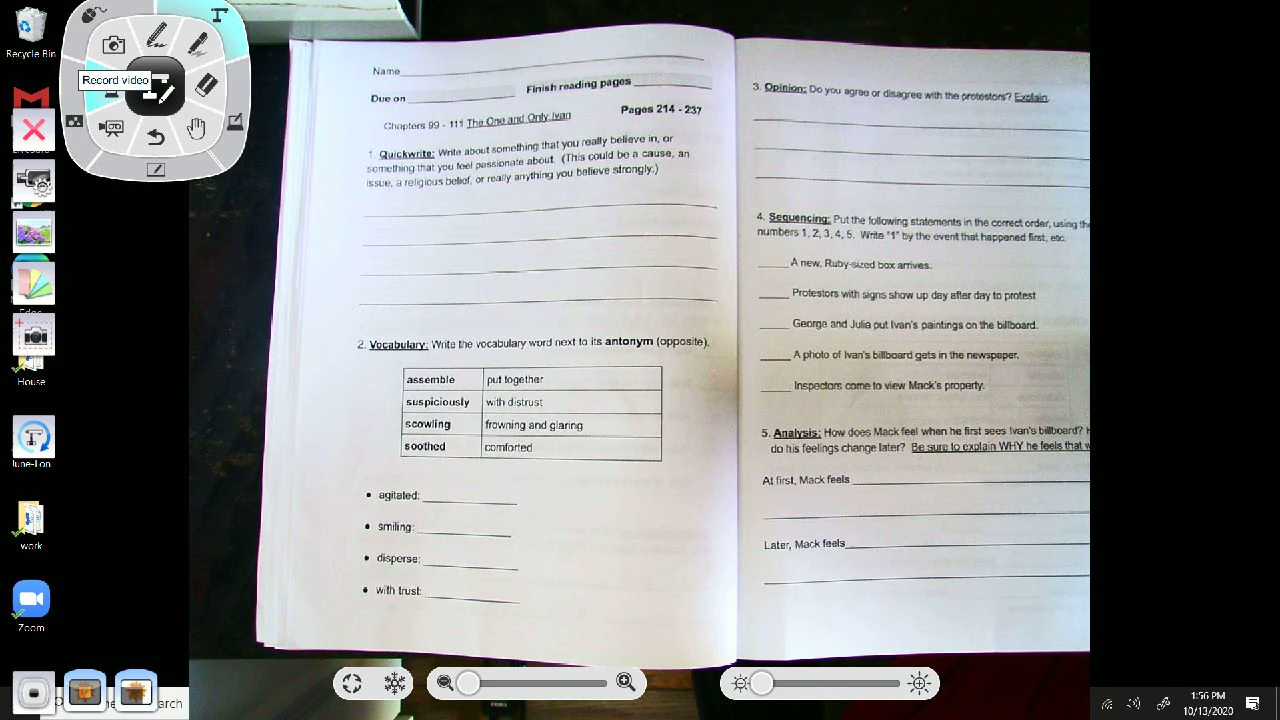 Recycle Bin
Record video
House
work
Zoom
Name
Finish reading pages
Due on
Pages 214 - 237
Chapters 99 - 111 The One and Only Ivan
1. Quickwrite: Write about something that you really believe in, or
something that you feel passionate about. (This could be a cause, an
issue, a religious belief, or really anything you believe strongly.)
2. Vocabulary: Write the vocabulary word next to its antonym (opposite).
assemble put together
suspiciously with distrust
scowling frowning and glaring
soothed comforted
• agitated:
• smiling:
• disperse:
• with trust:
3. Opinion: Do you agree or disagree with the protestors? Explain.
4. Sequencing: Put the following statements in the correct order, using the
numbers 1, 2, 3, 4, 5. Write "1" by the event that happened first, etc.
A new, Ruby-sized box arrives.
Protestors with signs show up day after day to protest
George and Julia put Ivan's paintings on the billboard.
A photo of Ivan's billboard gets in the newspaper.
Inspectors come to view Mack's property.
5. Analysis: How does Mack feel when he first sees Ivan's billboard?
do his feelings change later? Be sure to explain WHY he feels that
At first, Mack feels
Later, Mack feels
1:56 PM
10/13/2020